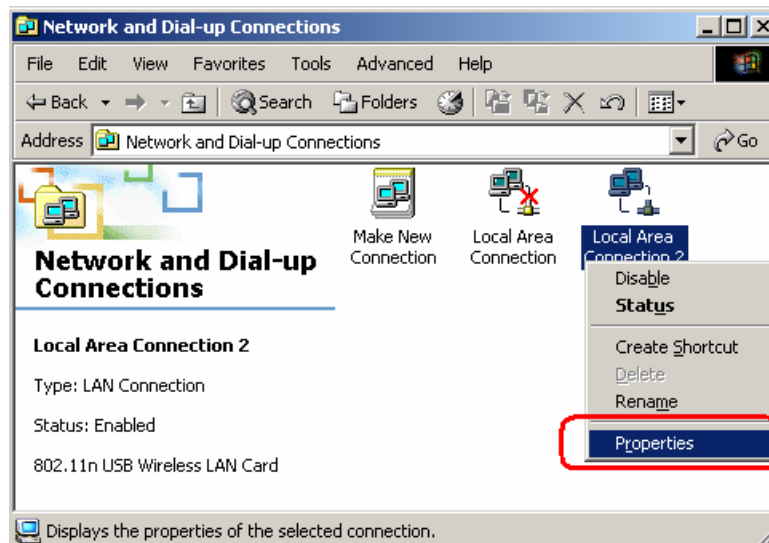 Network and Dial-up Connections
File Edit View Favorites Tools Advanced Help
Back Search Folders
Address Network and Dial-up Connections Go
Make New
Connection
Local Area
Connection
Local Area
Connection 2
Network and Dial-up
Connections
Local Area Connection 2
Type: LAN Connection
Status: Enabled
802.11n USB Wireless LAN Card
Disable
Status
Create Shortcut
Delete
Rename
Properties
Displays the properties of the selected connection.